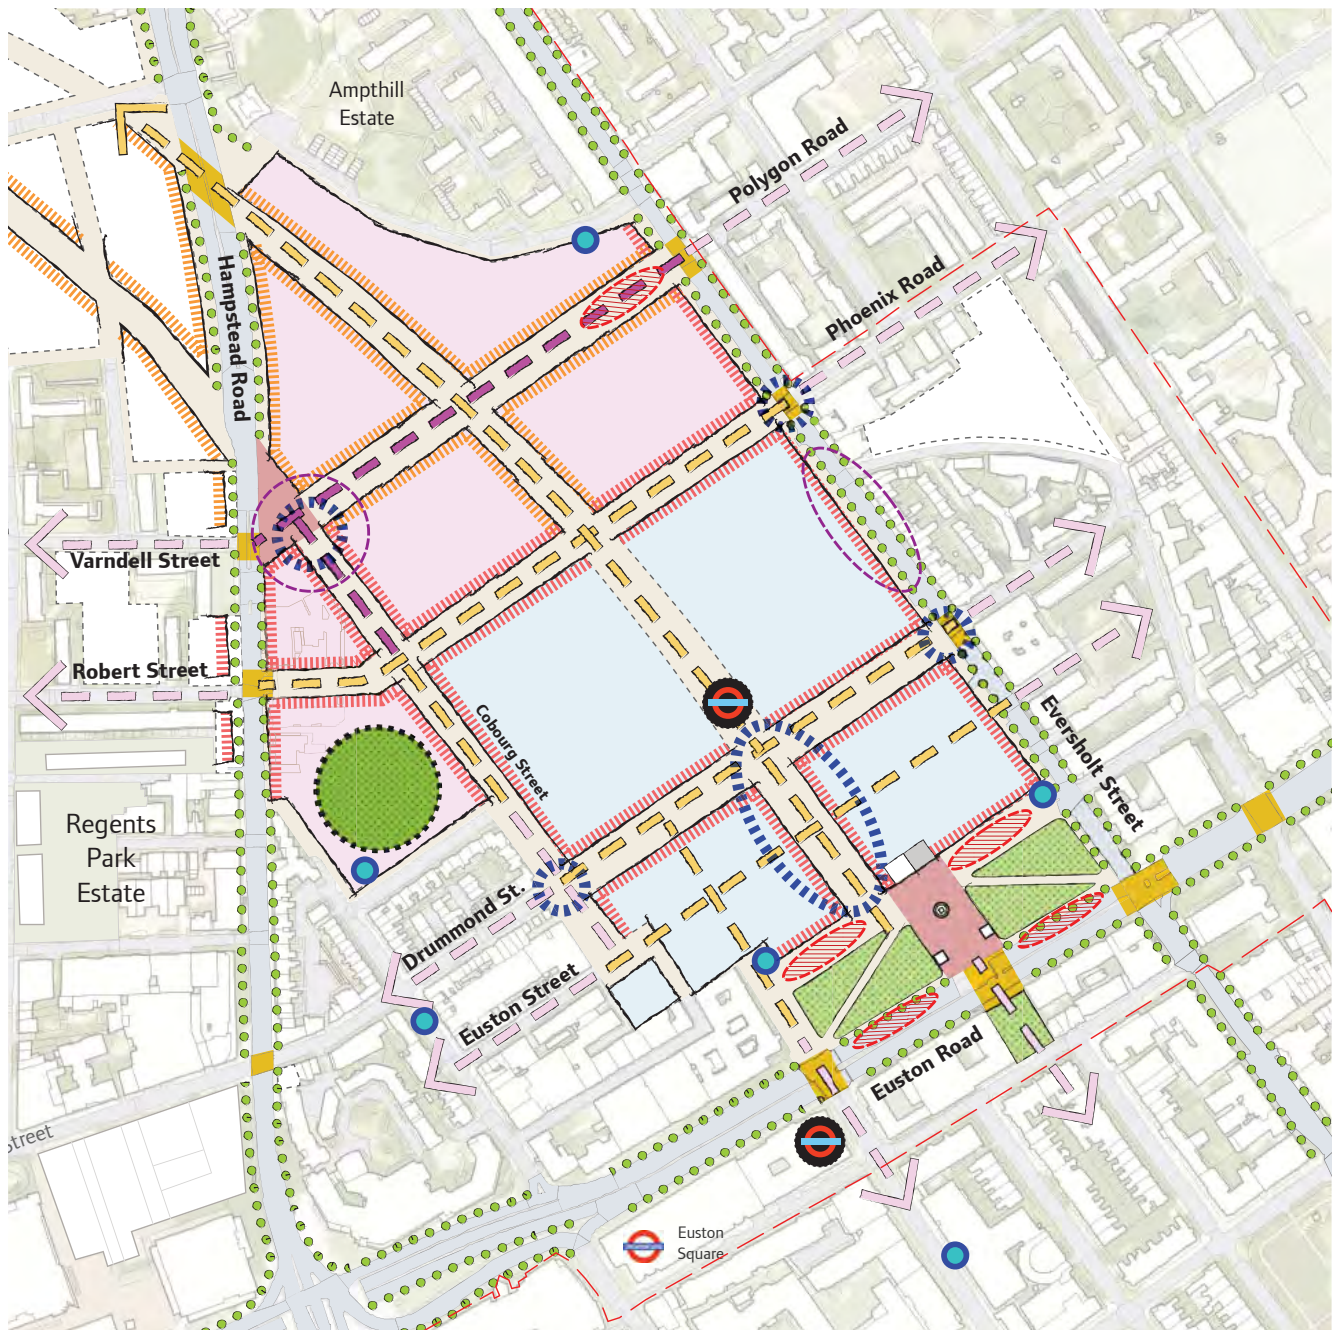 Ampthill
Estate
Polygon Road
Phoenix Road
Hampstead Road
Varndell Street
Robert Street
Cobourg Street
Eversholt Street
Regents
Park
Estate
Drummond St.
Euston Street
Euston Road
Street
Euston
Square